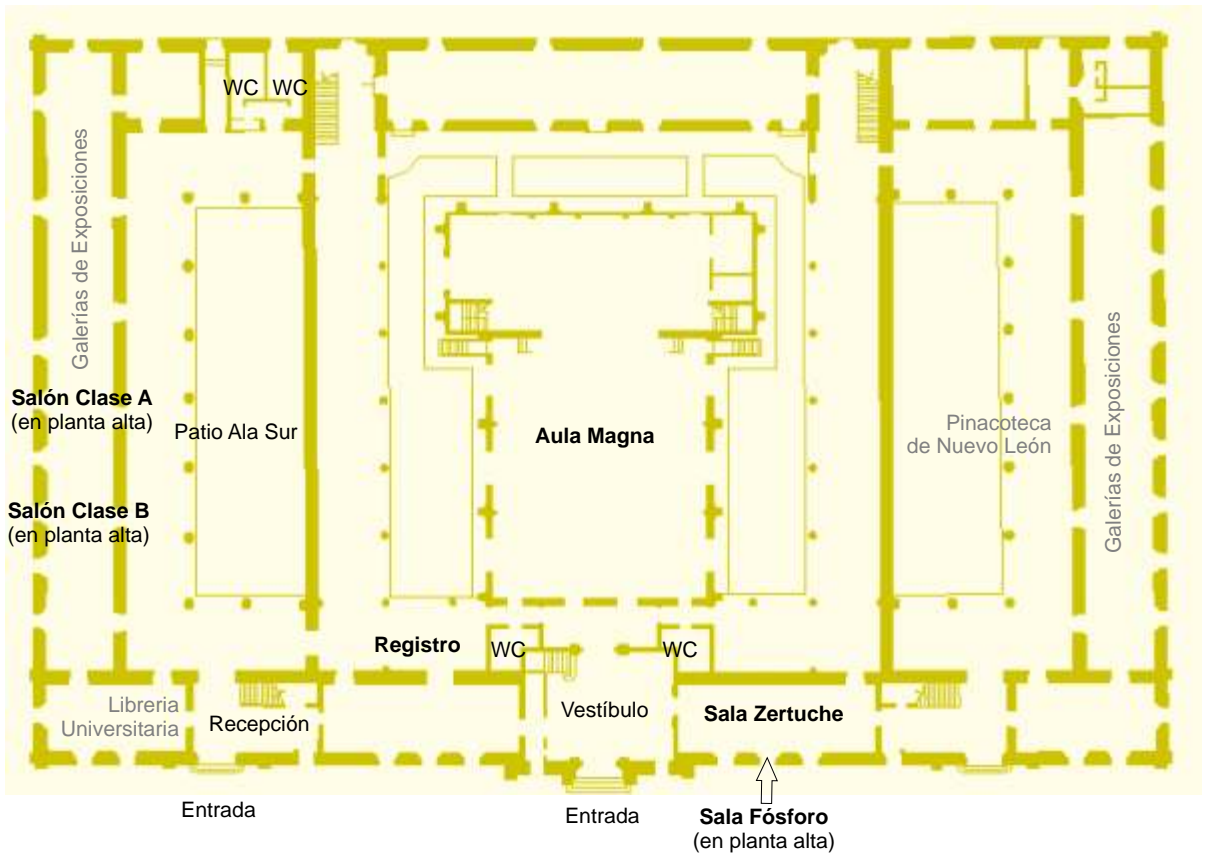 WC
WC
Galerías de Exposiciones
Salón Clase A
(en planta alta)
Patio Ala Sur
Aula Magna
Pinacoteca
de Nuevo León
Galerías de Exposiciones
Salón Clase B
(en planta alta)
Registro
WC
WC
Libreria
Universitaria
Recepción
Vestíbulo
Sala Zertuche
Entrada
Entrada
Sala Fósforo
(en planta alta)